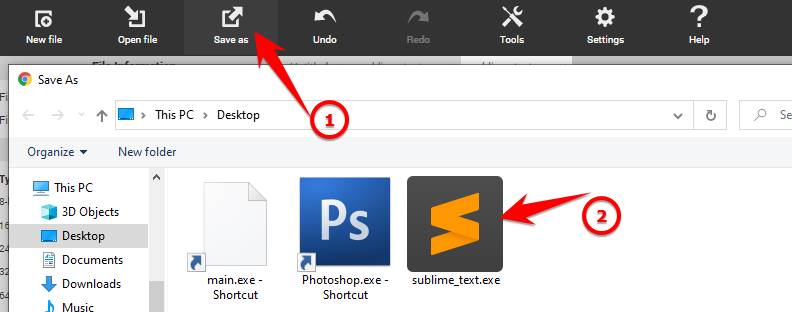 New file Open file Save as Undo Redo Tools Settings Help
File Information
Save As
1
This PC Desktop
Organize New folder
This PC
3D Objects
Desktop
Documents
Downloads
Music
Ps
main.exe - Shortcut
Photoshop.exe - Shortcut
sublime_text.exe
2